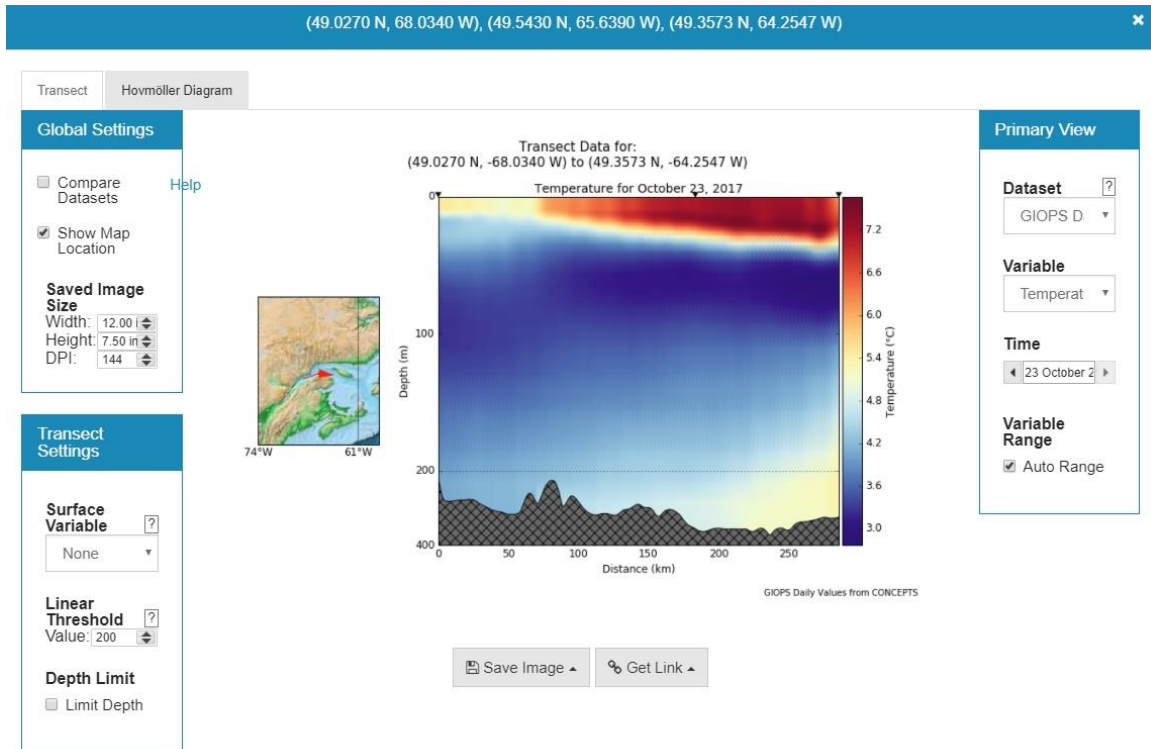 (49.0270 N, 68.0340 W), (49.5430 N, 65.6390 W), (49.3573 N, 64.2547 W)
×
Transect
Hovmöller Diagram
Global Settings
Compare
Datasets
Help
Show Map
Location
Saved Image
Size
Width: 12.00 i
Height: 7.50 in
DPI: 144
Transect
Settings
Surface
Variable ?
None
Linear
Threshold ?
Value: 200
Depth Limit
Limit Depth
Transect Data for:
(49.0270 N, -68.0340 W) to (49.3573 N, -64.2547 W)
Temperature for October 23, 2017
0
100
200
400
Depth (m)
0 50 100 150 200 250
Distance (km)
7.2
6.6
6.0
5.4
4.8
4.2
3.6
3.0
Temperature (°C)
74°W 61°W
GIOPS Daily Values from CONCEPTS
Save Image
Get Link
Primary View
Dataset ?
GIOPS D
Variable
Temperat
Time
23 October 2
Variable
Range
Auto Range